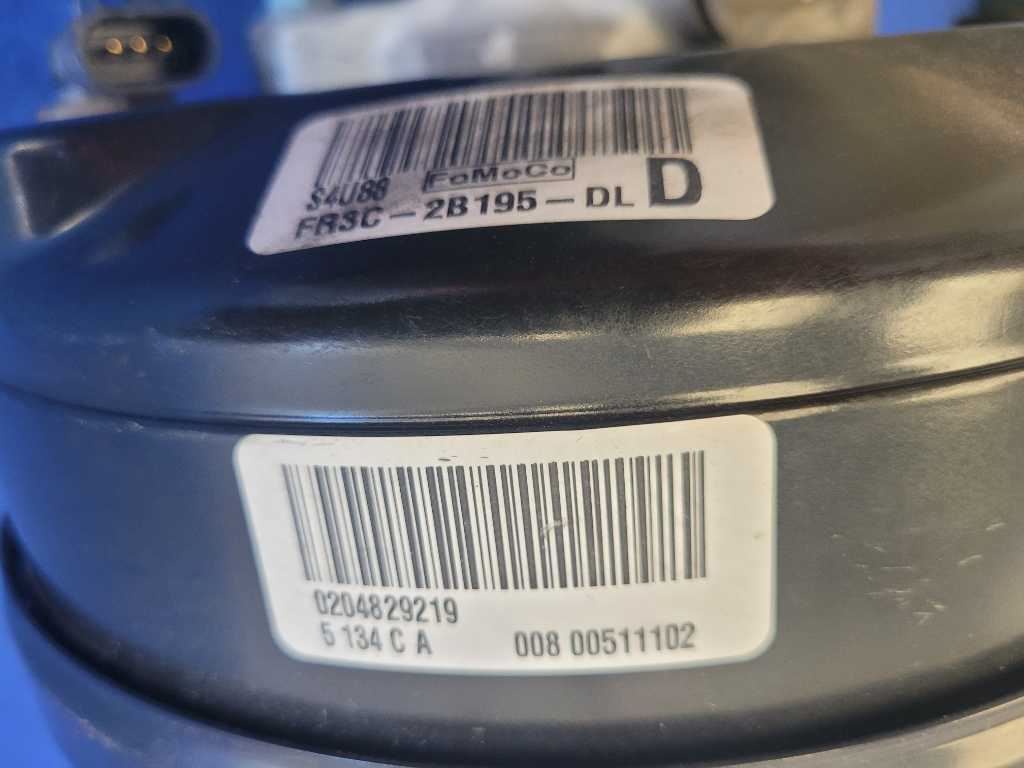 S4U88 FoMoCo D
FR3C-2B195-DL
0204829219
5 134 C A 008 00511102